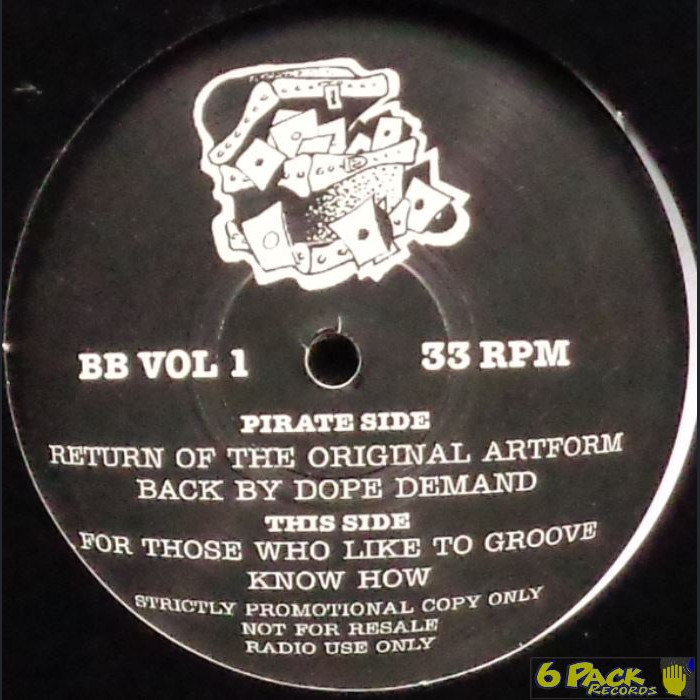 BB VOL 1
33 RPM
PIRATE SIDE
RETURN OF THE ORIGINAL ARTFORM
BACK BY DOPE DEMAND
THIS SIDE
FOR THOSE WHO LIKE TO GROOVE
KNOW HOW
STRICTLY PROMOTIONAL COPY ONLY
NOT FOR RESALE
RADIO USE ONLY
6 PACK
RECORDS